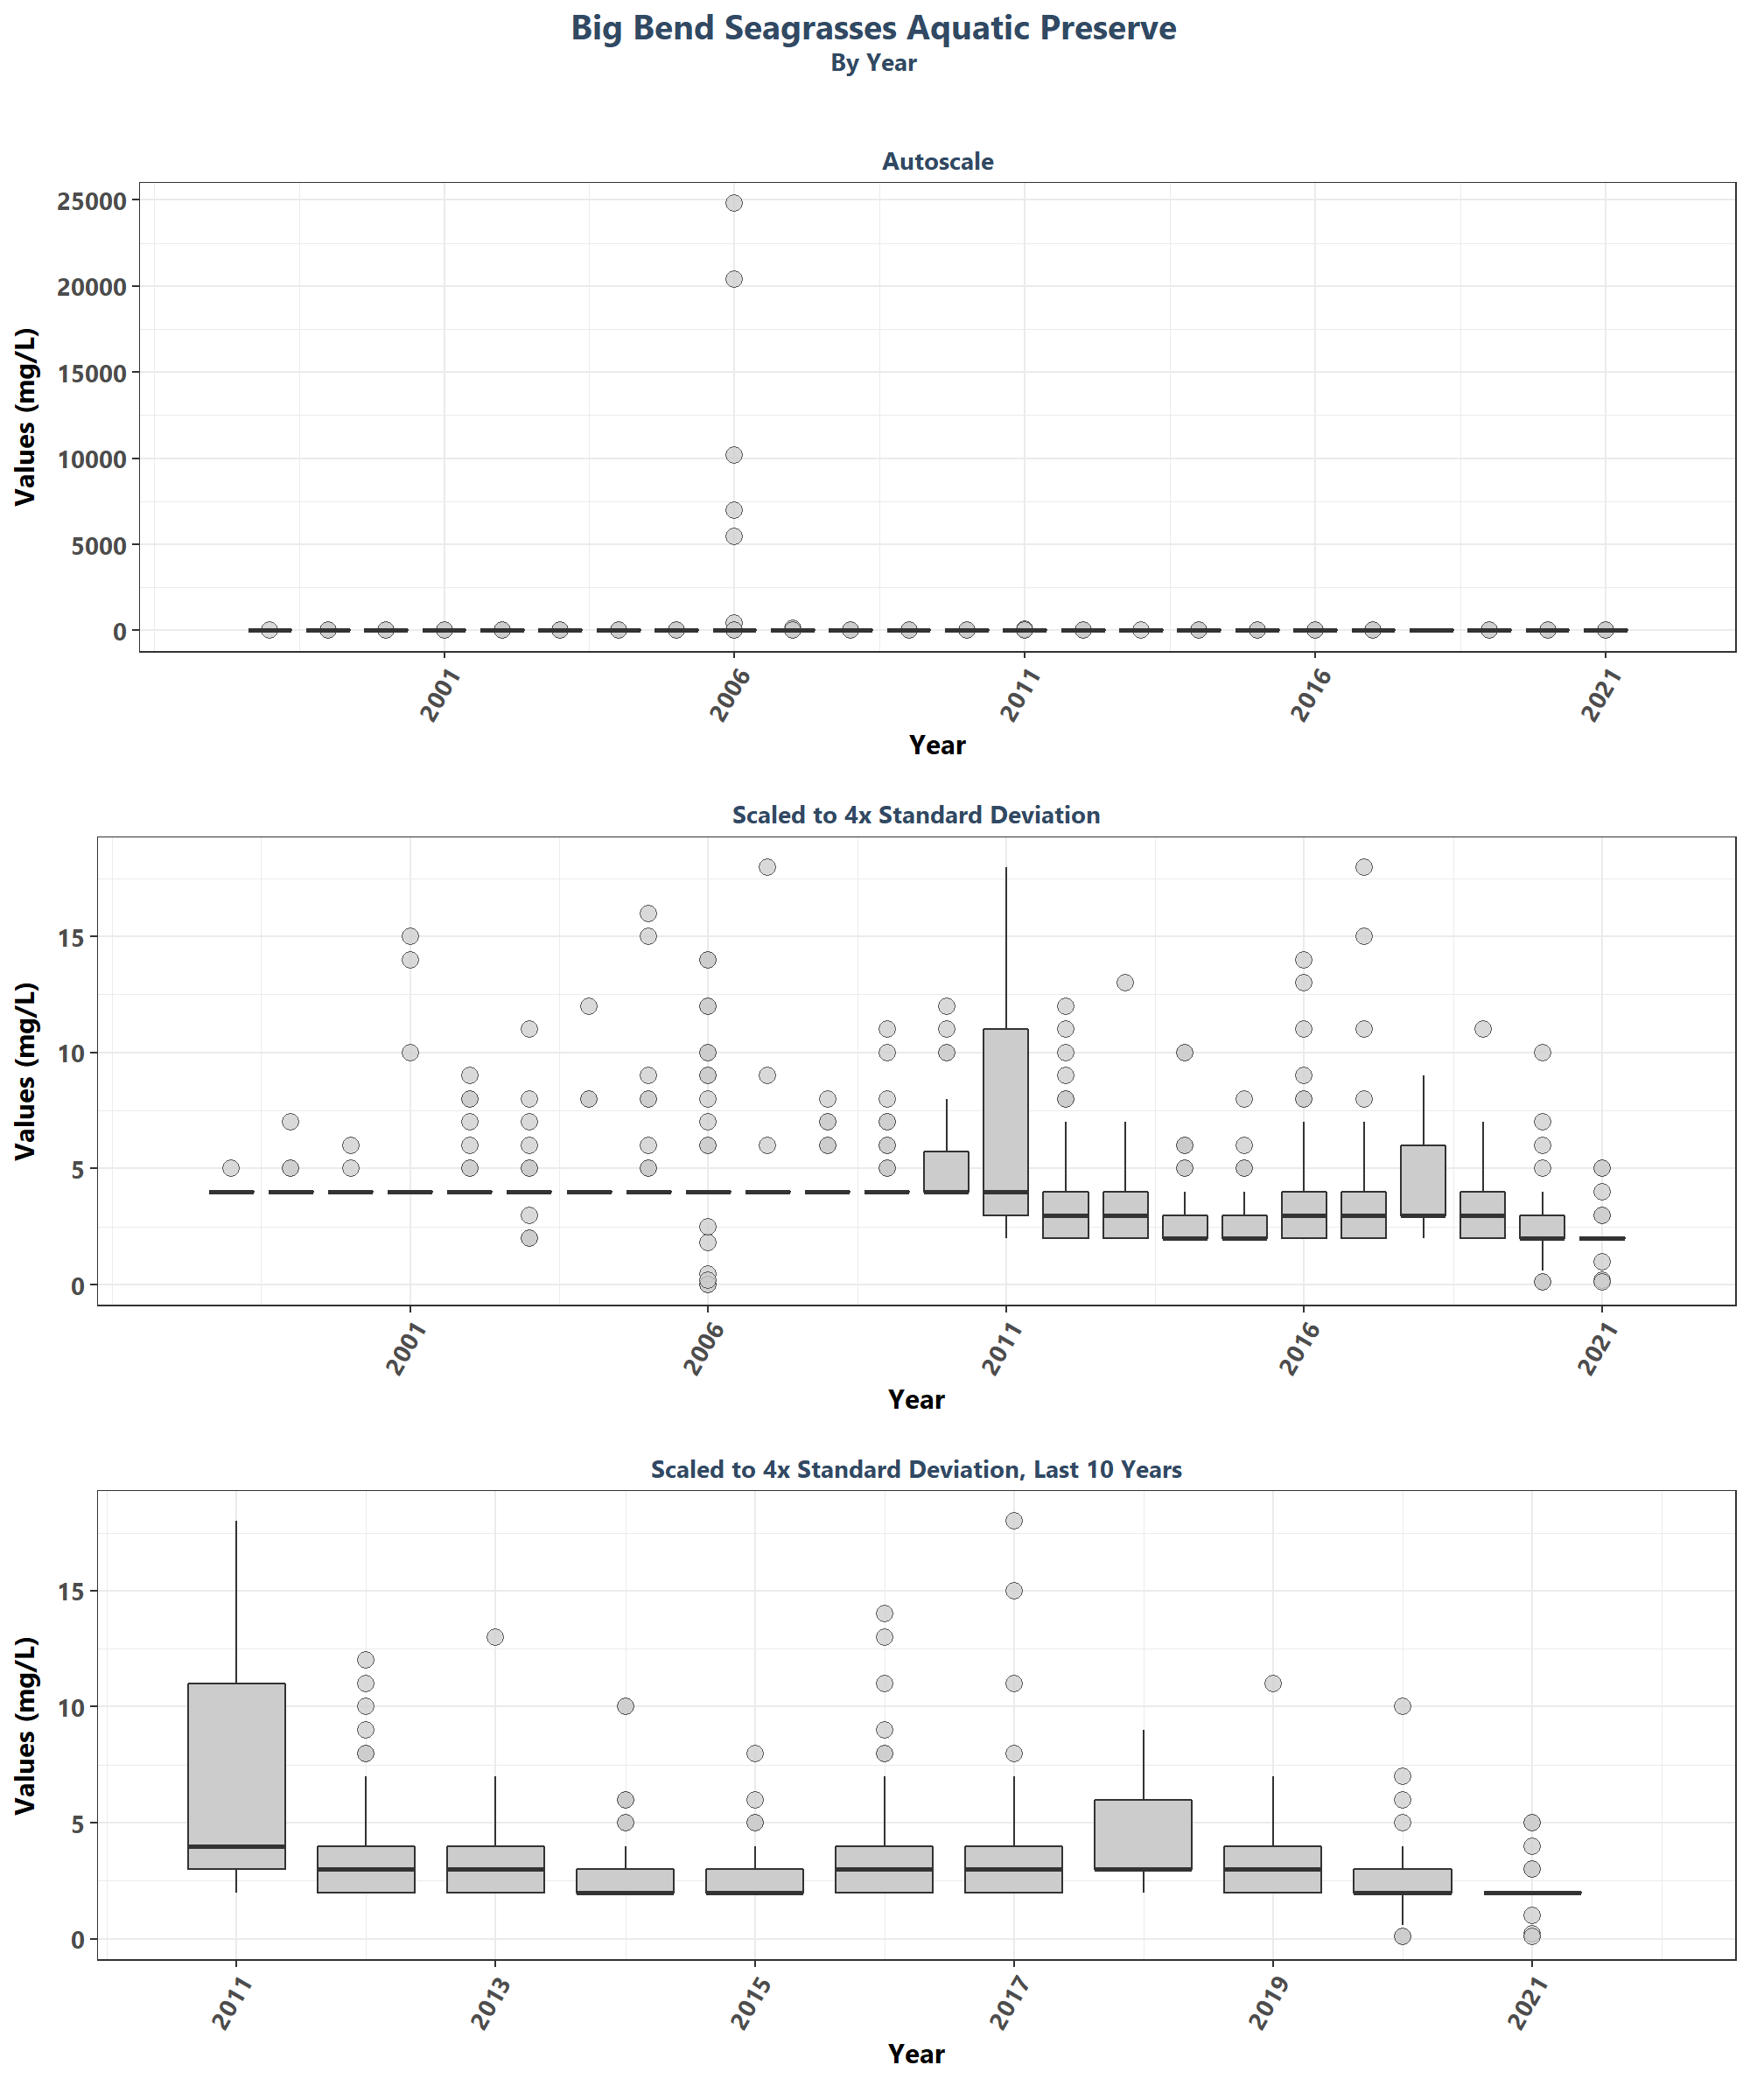 Big Bend Seagrasses Aquatic Preserve
By Year
Autoscale
Values (mg/L)
25000
20000
15000
10000
5000
0
2001
2006
2011
2016
2021
Year
Scaled to 4x Standard Deviation
Values (mg/L)
15
10
5
0
2001
2006
2011
2016
2021
Year
Scaled to 4x Standard Deviation, Last 10 Years
Values (mg/L)
15
10
5
0
2011
2013
2015
2017
2019
2021
Year